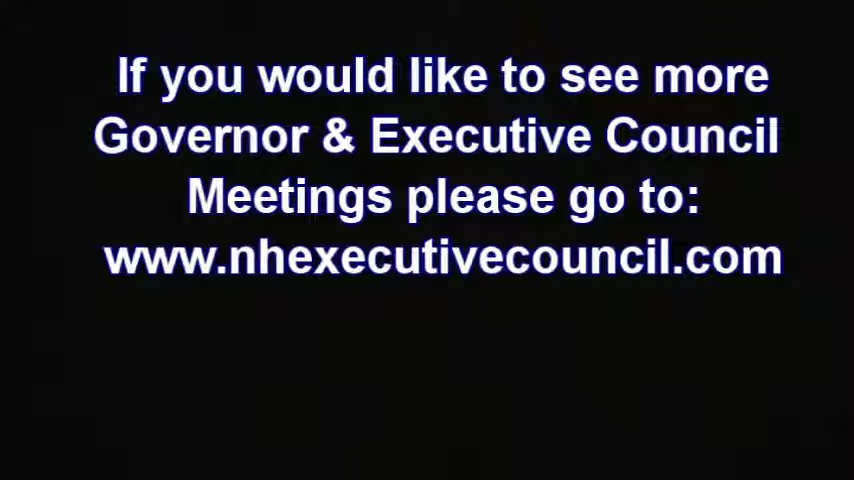 If you would like to see more
Governor & Executive Council
Meetings please go to:
www.nhexecutivecouncil.com